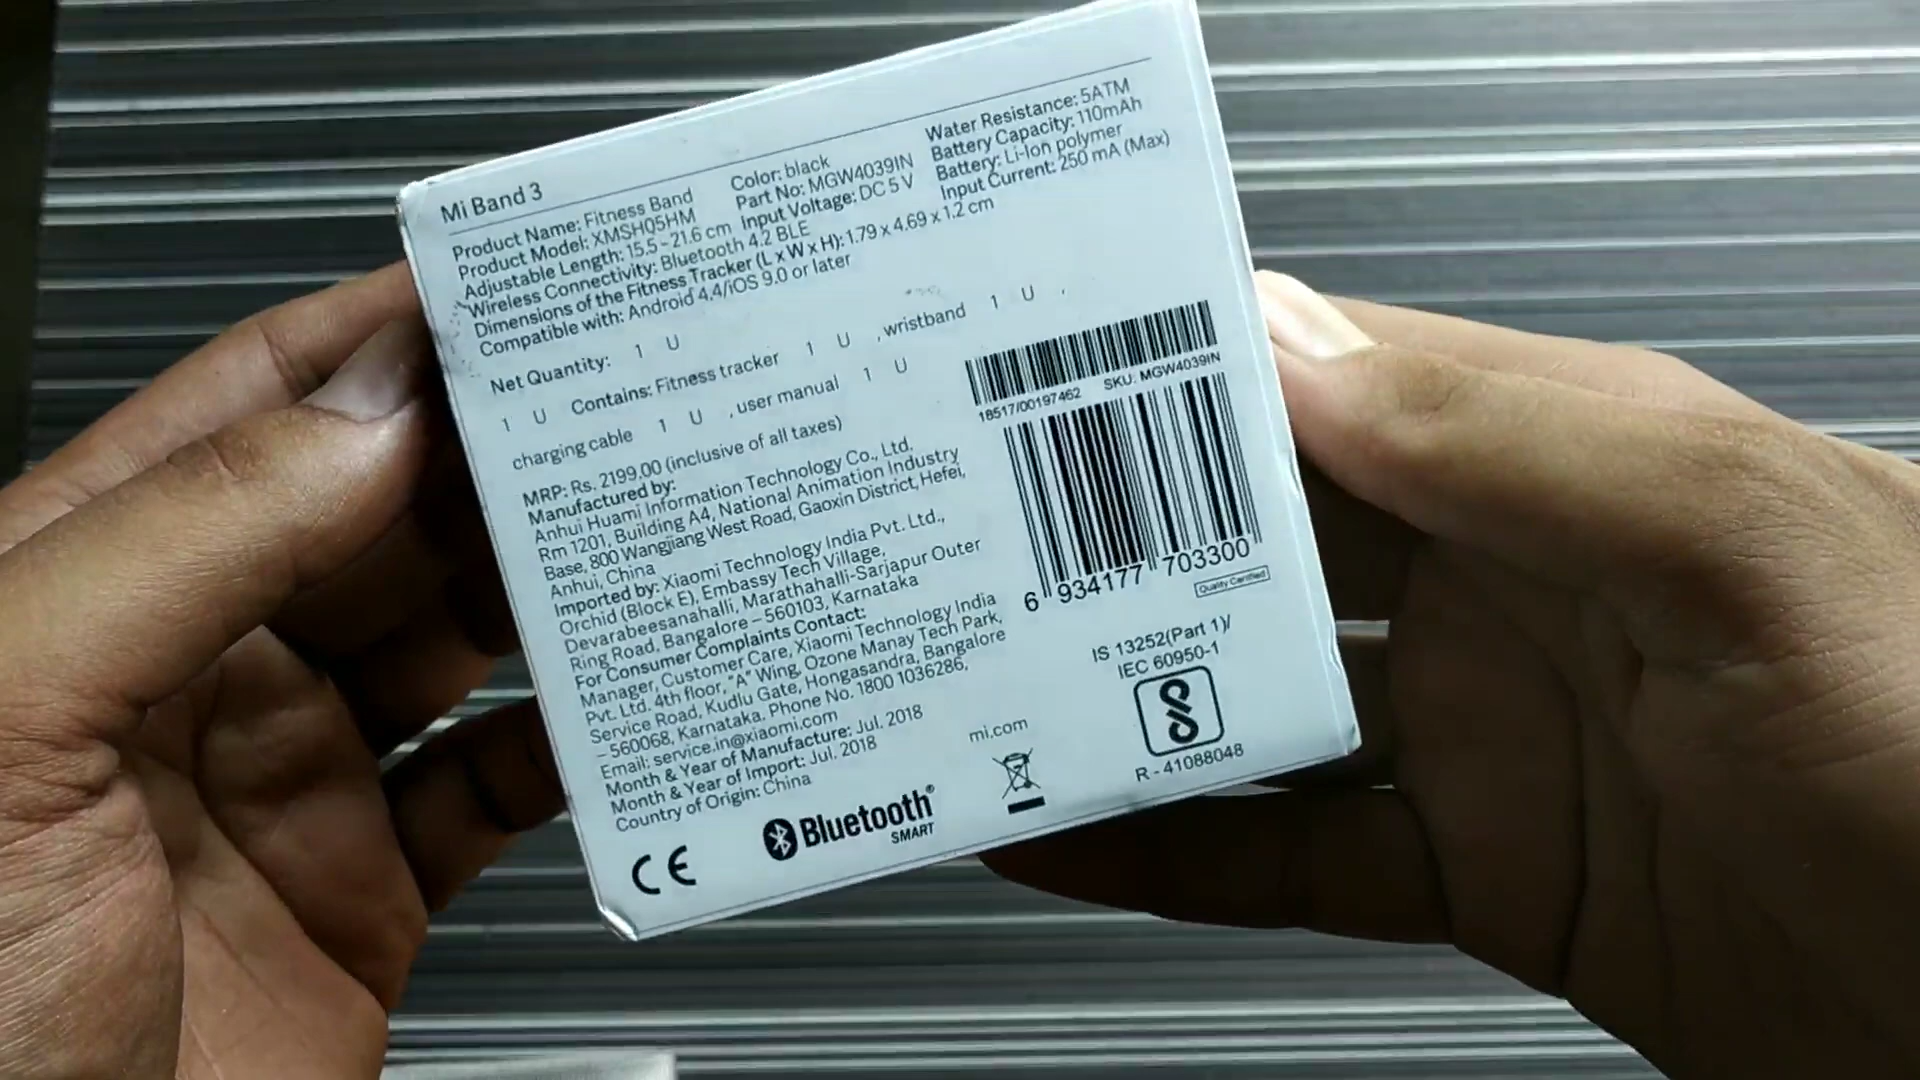 Mi Band 3
Product Name: Fitness Band
Product Model: XMSH05HM
Adjustable Length: 15.5 - 21.6 cm
Wireless Connectivity: Bluetooth 4.2 BLE
Dimensions of the Fitness Tracker (L x W x H): 1.79 x 4.69 x 1.2 cm
Compatible with: Android 4.4/iOS 9.0 or later
Color: black
Part No: MGW4039IN
Input Voltage: DC 5 V
Water Resistance: 5ATM
Battery Capacity: 110mAh
Battery: Li-Ion polymer
Input Current: 250 mA (Max)
Net Quantity: 1 U
1 U Contains: Fitness tracker 1 U , wristband 1 U ,
charging cable 1 U , user manual 1 U
MRP: Rs. 2199.00 (inclusive of all taxes)
Manufactured by:
Anhui Huami Information Technology Co., Ltd.
Rm 1201, Building A4, National Animation Industry
Base, 800 Wangjiang West Road, Gaoxin District, Hefei,
Anhui, China
Imported by: Xiaomi Technology India Pvt. Ltd.,
Orchid (Block E), Embassy Tech Village,
Devarabeesanahalli, Marathahalli-Sarjapur Outer
Ring Road, Bangalore – 560103, Karnataka
For Consumer Complaints Contact:
Manager, Customer Care, Xiaomi Technology India
Pvt. Ltd. 4th floor, "A" Wing, Ozone Manay Tech Park,
Service Road, Kudlu Gate, Hongasandra, Bangalore
– 560068, Karnataka. Phone No. 1800 1036286,
Email: service.in@xiaomi.com
Month & Year of Manufacture: Jul. 2018
Month & Year of Import: Jul. 2018
Country of Origin: China
18517/00197462 SKU: MGW4039IN
6 934177 703300
Quality Certified
IS 13252(Part 1)/
IEC 60950-1
R - 41088048
mi.com
CE
Bluetooth®
SMART